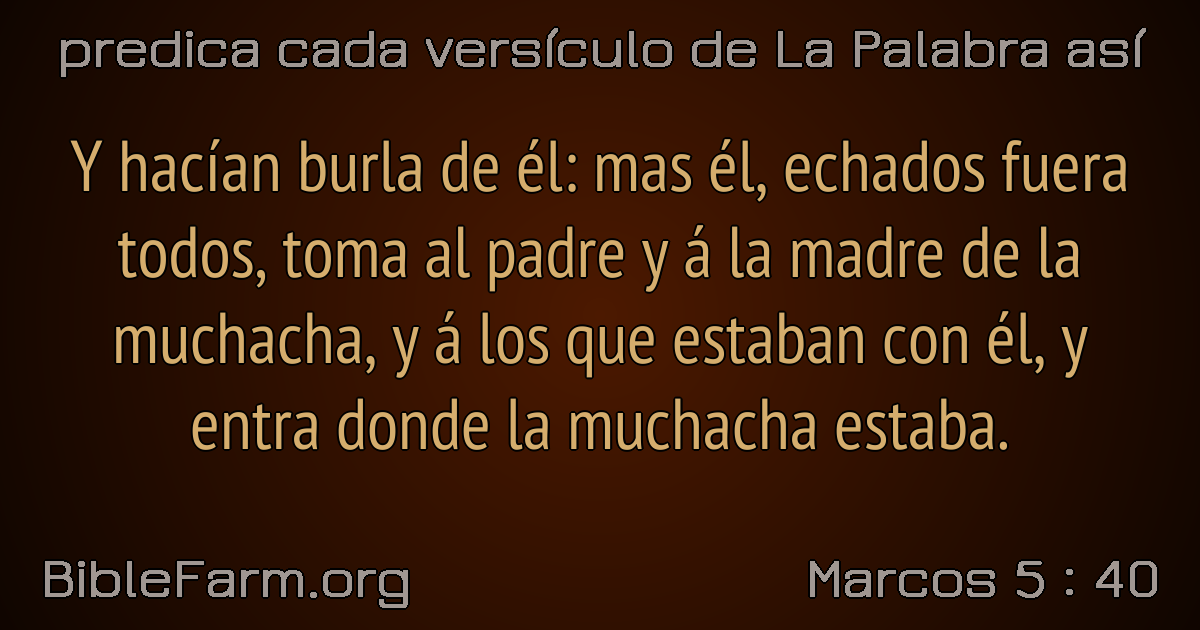 predica cada versículo de La Palabra así
Y hacían burla de él: mas él, echados fuera
todos, toma al padre y á la madre de la
muchacha, y á los que estaban con él, y
entra donde la muchacha estaba.
BibleFarm.org
Marcos 5 : 40